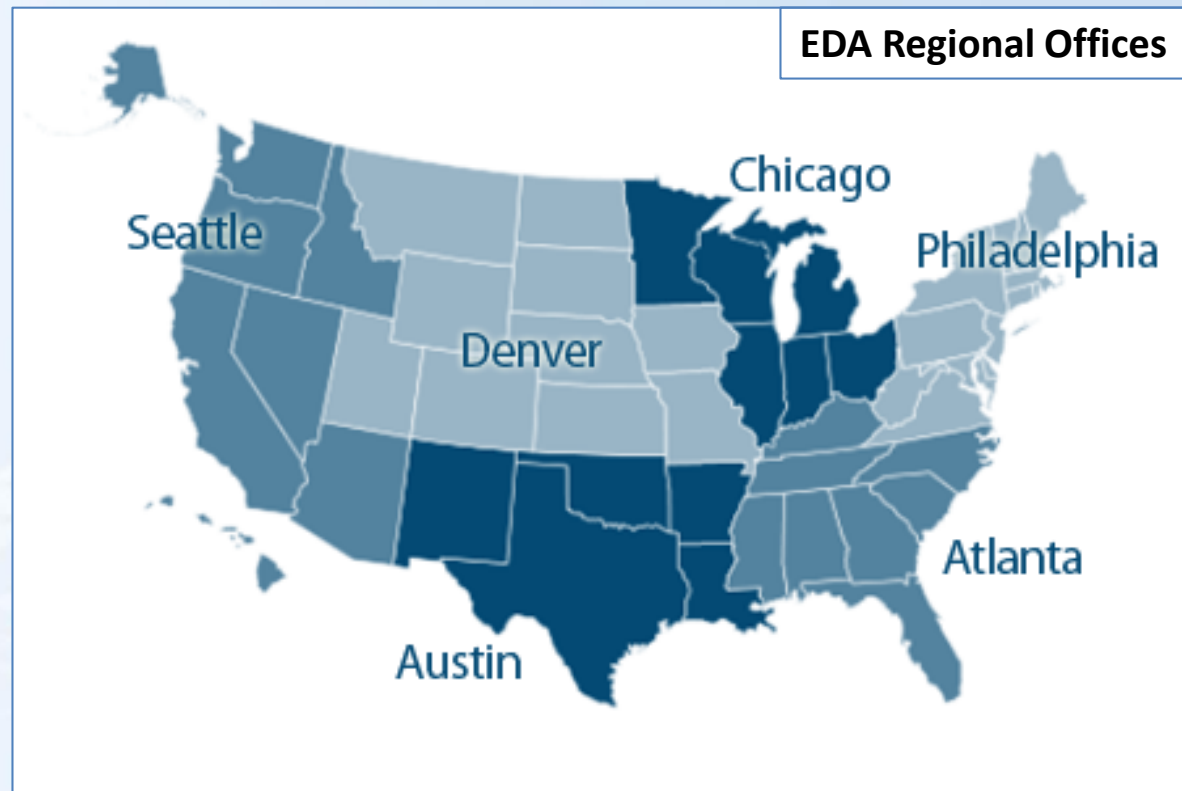 EDA Regional Offices
Chicago
Seattle
Philadelphia
Denver
Atlanta
Austin